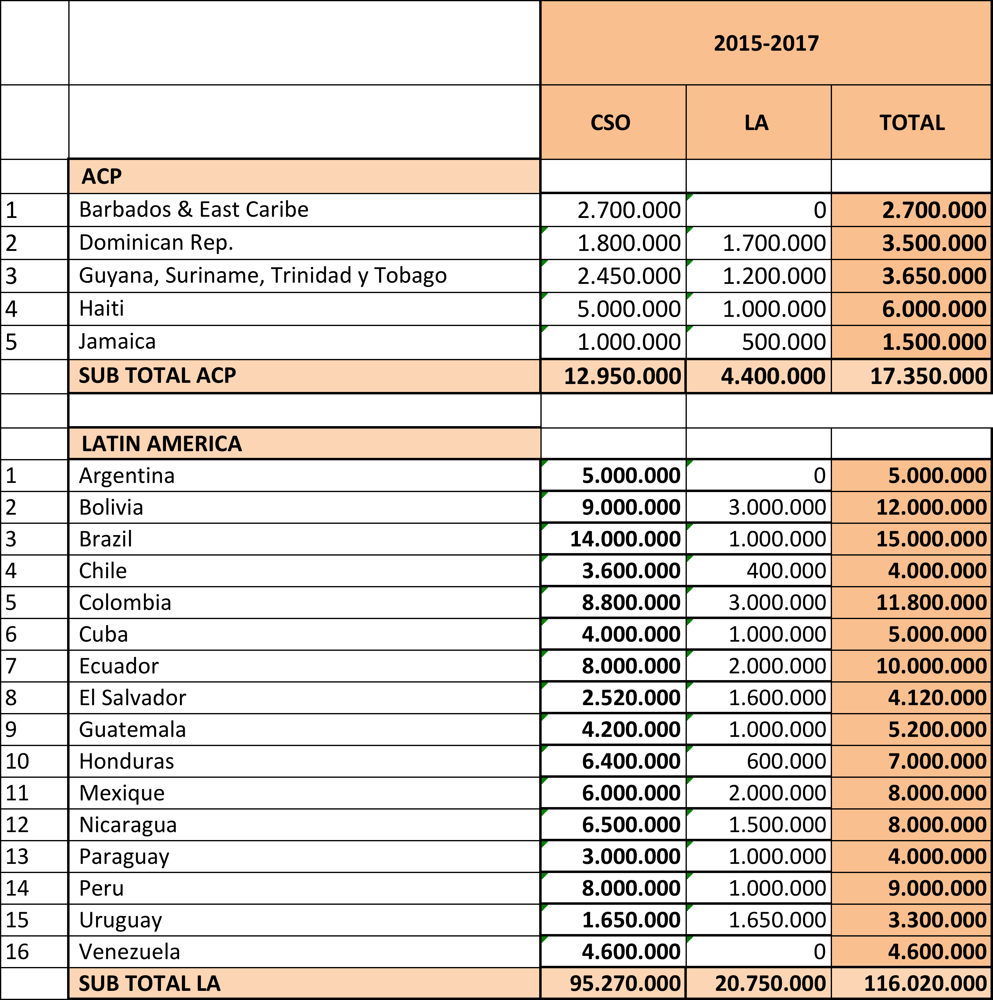 2015-2017
CSO LA TOTAL
ACP
1 Barbados & East Caribe 2.700.000 0 2.700.000
2 Dominican Rep. 1.800.000 1.700.000 3.500.000
3 Guyana, Suriname, Trinidad y Tobago 2.450.000 1.200.000 3.650.000
4 Haiti 5.000.000 1.000.000 6.000.000
5 Jamaica 1.000.000 500.000 1.500.000
SUB TOTAL ACP 12.950.000 4.400.000 17.350.000
LATIN AMERICA
1 Argentina 5.000.000 0 5.000.000
2 Bolivia 9.000.000 3.000.000 12.000.000
3 Brazil 14.000.000 1.000.000 15.000.000
4 Chile 3.600.000 400.000 4.000.000
5 Colombia 8.800.000 3.000.000 11.800.000
6 Cuba 4.000.000 1.000.000 5.000.000
7 Ecuador 8.000.000 2.000.000 10.000.000
8 El Salvador 2.520.000 1.600.000 4.120.000
9 Guatemala 4.200.000 1.000.000 5.200.000
10 Honduras 6.400.000 600.000 7.000.000
11 Mexique 6.000.000 2.000.000 8.000.000
12 Nicaragua 6.500.000 1.500.000 8.000.000
13 Paraguay 3.000.000 1.000.000 4.000.000
14 Peru 8.000.000 1.000.000 9.000.000
15 Uruguay 1.650.000 1.650.000 3.300.000
16 Venezuela 4.600.000 0 4.600.000
SUB TOTAL LA 95.270.000 20.750.000 116.020.000